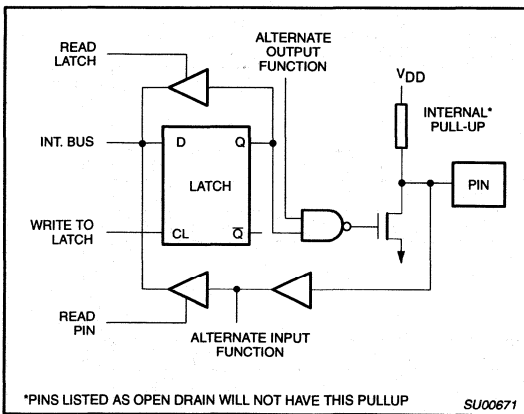 READ
LATCH
ALTERNATE
OUTPUT
FUNCTION
VDD
INTERNAL*
PULL-UP
INT. BUS
D
Q
LATCH
PIN
WRITE TO
LATCH
CL
Q̅
READ
PIN
ALTERNATE INPUT
FUNCTION
*PINS LISTED AS OPEN DRAIN WILL NOT HAVE THIS PULLUP
SU00671